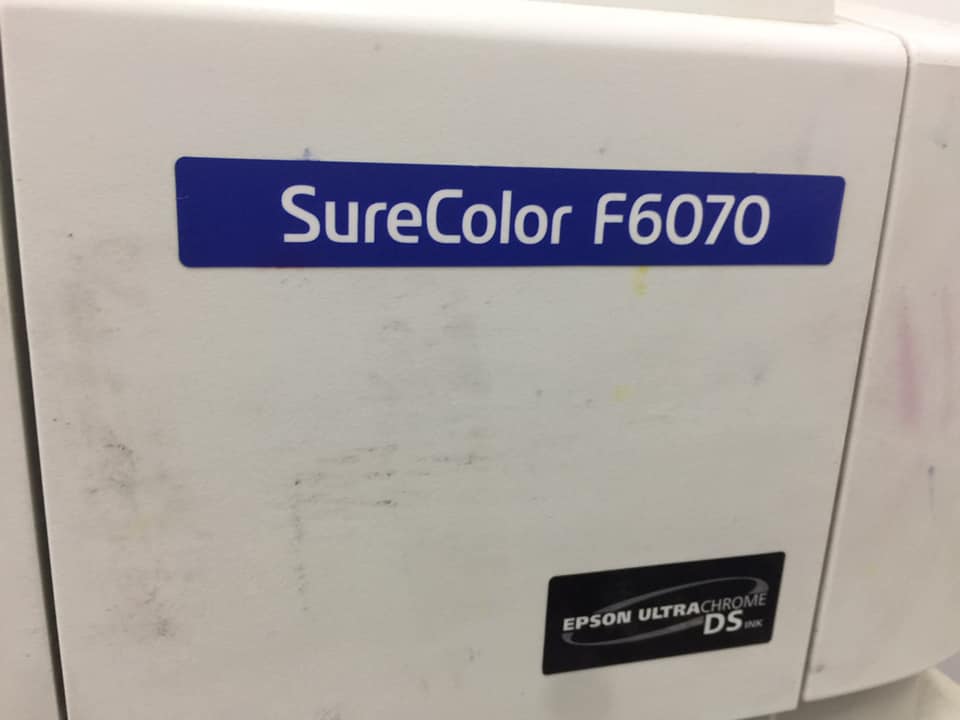 SureColor F6070
EPSON ULTRACHROME
DS INK